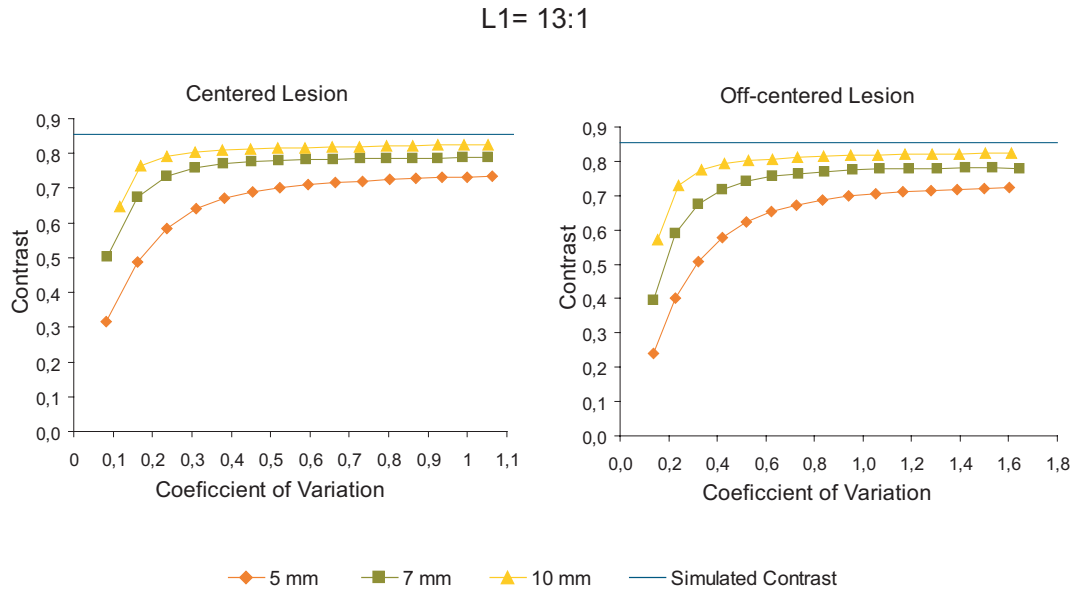 L1= 13:1
Centered Lesion
Contrast
0,9
0,8
0,7
0,6
0,5
0,4
0,3
0,2
0,1
0,0
0 0,1 0,2 0,3 0,4 0,5 0,6 0,7 0,8 0,9 1 1,1
Coeficcient of Variation
Off-centered Lesion
Contrast
0,9
0,8
0,7
0,6
0,5
0,4
0,3
0,2
0,1
0,0
0,0 0,2 0,4 0,6 0,8 1,0 1,2 1,4 1,6 1,8
Coeficcient of Variation
5 mm 7 mm 10 mm Simulated Contrast